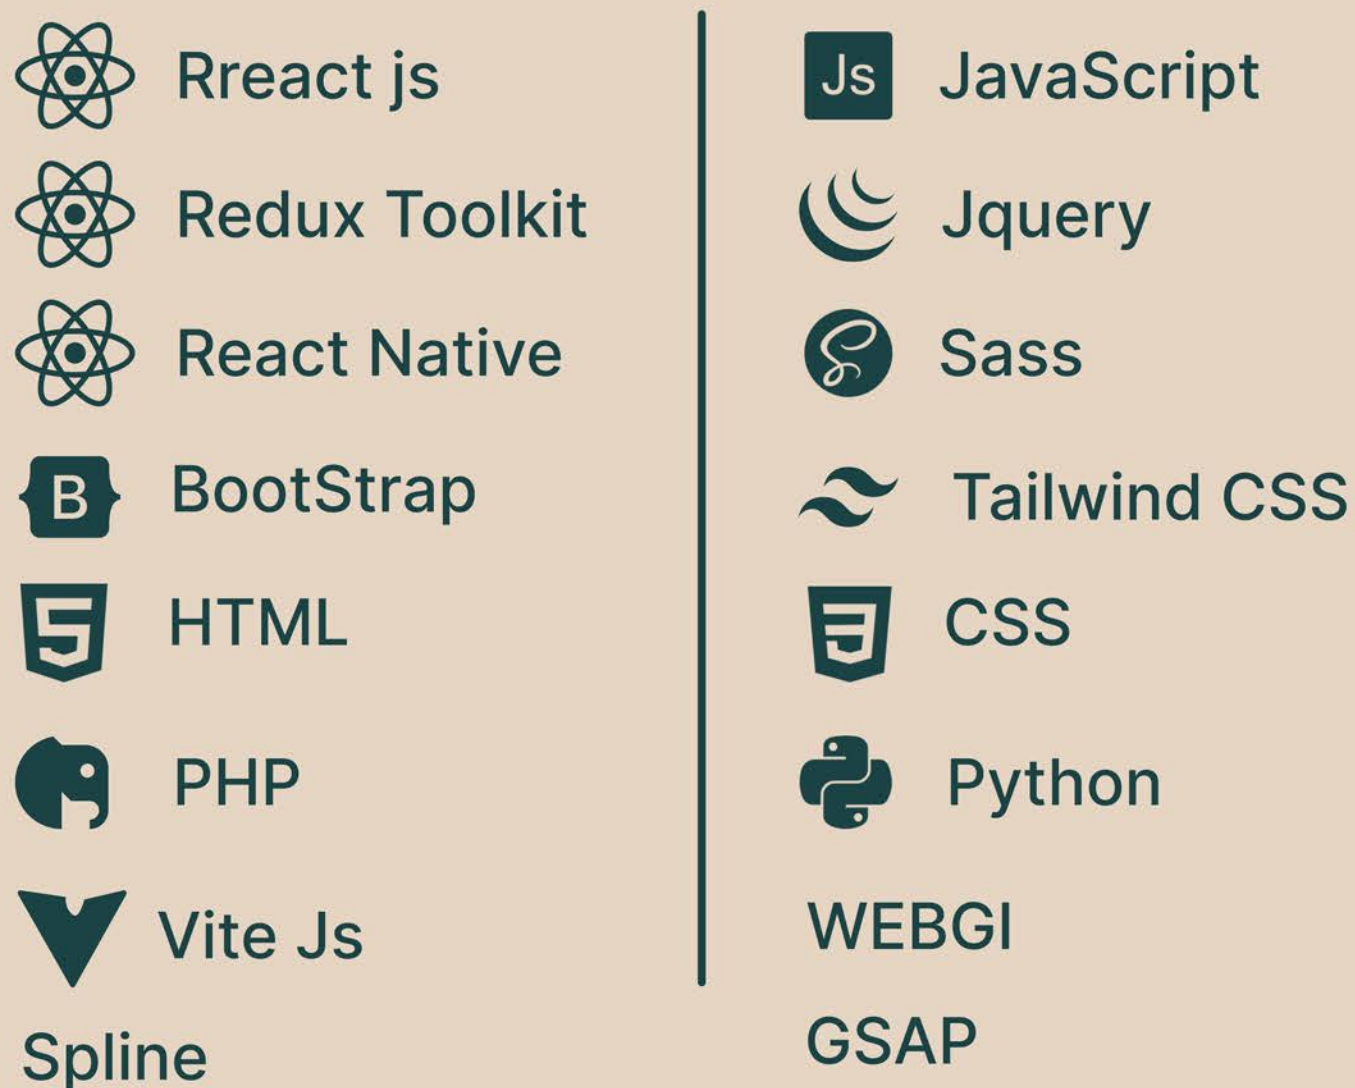 Rreact js
Redux Toolkit
React Native
B BootStrap
HTML
PHP
Vite Js
Spline
Js JavaScript
Jquery
Sass
Tailwind CSS
CSS
Python
WEBGI
GSAP